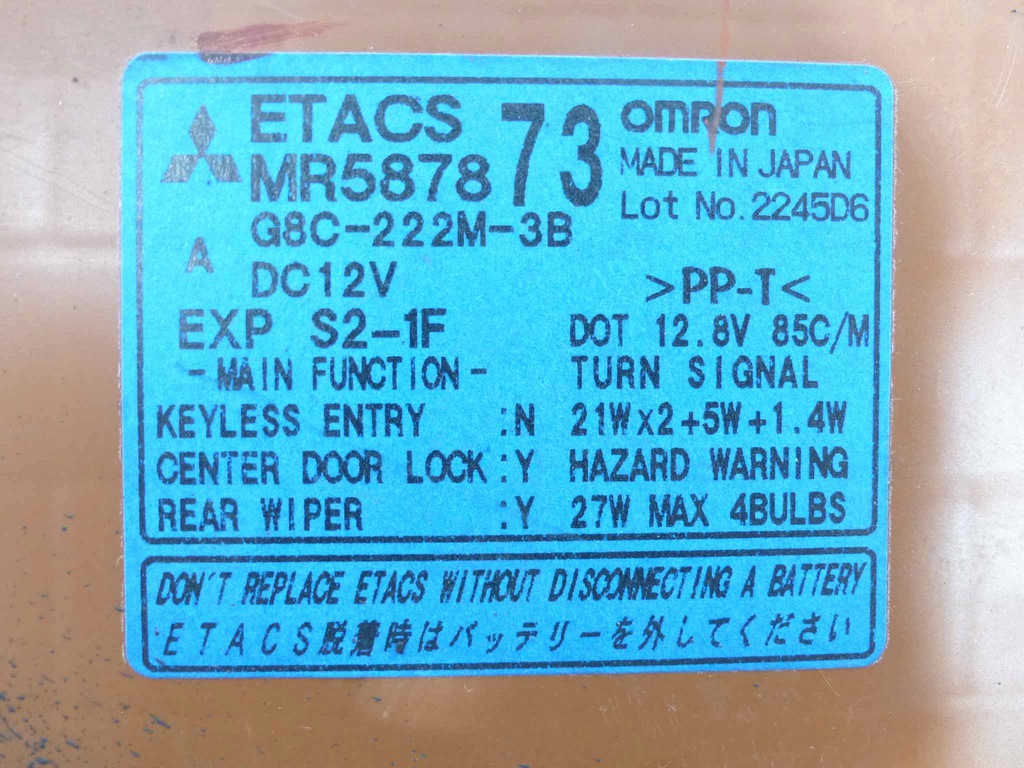 ETACS
MR587873
OMRON
MADE IN JAPAN
Lot No.2245D6
G8C-222M-3B
A
DC12V
>PP-T<
EXP S2-1F
DOT 12.8V 85C/M
-MAIN FUNCTION-
TURN SIGNAL
KEYLESS ENTRY :N
21W×2+5W+1.4W
CENTER DOOR LOCK:Y
HAZARD WARNING
REAR WIPER :Y
27W MAX 4BULBS
DON'T REPLACE ETACS WITHOUT DISCONNECTING A BATTERY
ETACS脱着時はバッテリーを外してください